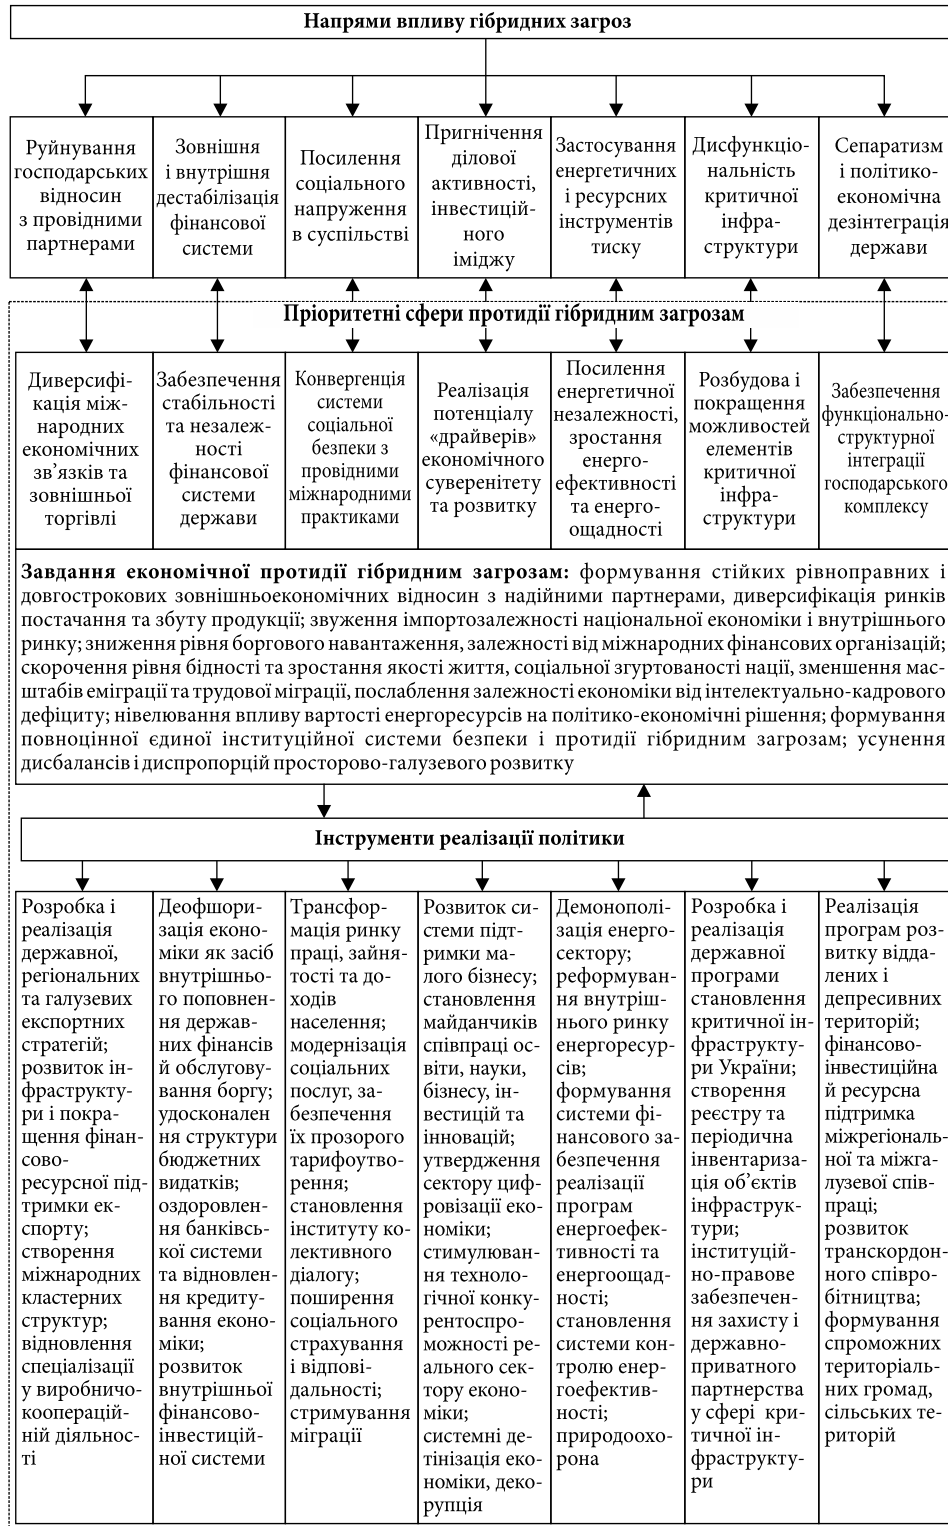 Напрями впливу гібридних загроз
Руйнування
господарських
відносин
з провідними
партнерами
Зовнішня
і внутрішня
дестабілізація
фінансової
системи
Посилення
соціального
напруження
в суспільстві
Пригнічення
ділової
активності,
інвестицій-
ного
іміджу
Застосування
енергетичних
і ресурсних
інструментів
тиску
Дисфункціо-
нальність
критичної
інфра-
структури
Сепаратизм
і політико-
економічна
дезінтеграція
держави
Пріоритетні сфери протидії гібридним загрозам
Диверсифі-
кація між-
народних
економічних
зв’язків та
зовнішньої
торгівлі
Забезпечення
стабільності
та незалеж-
ності
фінансової
системи
держави
Конвергенція
системи
соціальної
безпеки з
провідними
міжнародними
практиками
Реалізація
потенціалу
«драйверів»
економічного
суверенітету
та розвитку
Посилення
енергетичної
незалежності,
зростання
енерго-
ефективності
та енерго-
ощадності
Розбудова і
покращення
можливостей
елементів
критичної
інфра-
структури
Забезпечення
функціонально-
структурної
інтеграції
господарського
комплексу
Завдання економічної протидії гібридним загрозам: формування стійких рівноправних і
довгострокових зовнішньоекономічних відносин з надійними партнерами, диверсифікація ринків
постачання та збуту продукції; звуження імпортозалежності національної економіки і внутрішнього
ринку; зниження рівня боргового навантаження, залежності від міжнародних фінансових організацій;
скорочення рівня бідності та зростання якості життя, соціальної згуртованості нації, зменшення мас-
штабів еміграції та трудової міграції, послаблення залежності економіки від інтелектуально-кадрового
дефіциту; нівелювання впливу вартості енергоресурсів на політико-економічні рішення; формування
повноцінної єдиної інституційної системи безпеки і протидії гібридним загрозам; усунення
дисбалансів і диспропорцій просторово-галузевого розвитку
Інструменти реалізації політики
Розробка і
реалізація
державної,
регіональних
та галузевих
експортних
стратегій;
розвиток ін-
фраструкту-
ри і покра-
щення фінан-
сово-
ресурсної під-
тримки ек-
спорту;
створення
міжнародних
кластерних
структур;
відновлення
спеціалізації
у виробничо-
кооперацій-
ній діяльнос-
ті
Деофшори-
зація еконо-
міки як засіб
внутрішньо-
го поповнен-
ня держав-
них фінансів
й обслугову-
вання боргу;
удосконален-
ня структури
бюджетних
видатків;
оздоровлен-
ня банківсь-
кої системи
та відновлен-
ня кредиту-
вання еконо-
міки;
розвиток
внутрішньої
фінансово-
інвестицій-
ної системи
Трансфор-
мація ринку
праці, зайня-
тості та до-
ходів
населення;
модернізація
соціальних
послуг, за-
безпечення
їх прозорого
тарифоутво-
рення;
становлення
інституту ко-
лективного
діалогу;
поширення
соціального
страхування
і відпові-
дальності;
стримування
міграції
Розвиток си-
стеми підт-
римки ма-
лого бізнесу;
становлення
майданчиків
співпраці ос-
віти, науки,
бізнесу, ін-
вестицій та
інновацій;
утвердження
сектору циф-
ровізації еко-
номіки;
стимулюван-
ня техноло-
гічної конку-
рентоспро-
можності ре-
ального сек-
тору еконо-
міки;
системні де-
тінізація еко-
номіки, деко-
рупція
Демонополі-
зація енерго-
сектору;
реформуван-
ня внутріш-
нього ринку
енергоресур-
сів;
формування
системи фі-
нансового за-
безпечення
реалізації
програм
енергоефек-
тивності та
енергоощад-
ності;
становлення
системи кон-
тролю енер-
гоефектив-
ності;
природоохо-
рона
Розробка і
реалізація
державної
програми
становлення
критичної ін-
фраструкту-
ри України;
створення
реєстру та
періодична
інвентариза-
ція об’єктів
інфраструк-
тури;
інституцій-
но-правове
забезпечен-
ня захисту і
державно-
приватного
партнерства
у сфері кри-
тичної ін-
фраструкту-
ри
Реалізація
програм роз-
витку відда-
лених і
депресивних
територій;
фінансово-
інвестиційна
й ресурсна
підтримка
міжрегіональ-
ної та міжга-
лузевої спів-
праці;
розвиток
транскордон-
ного співро-
бітництва;
формування
спроможних
територіаль-
них громад,
сільських те-
риторій